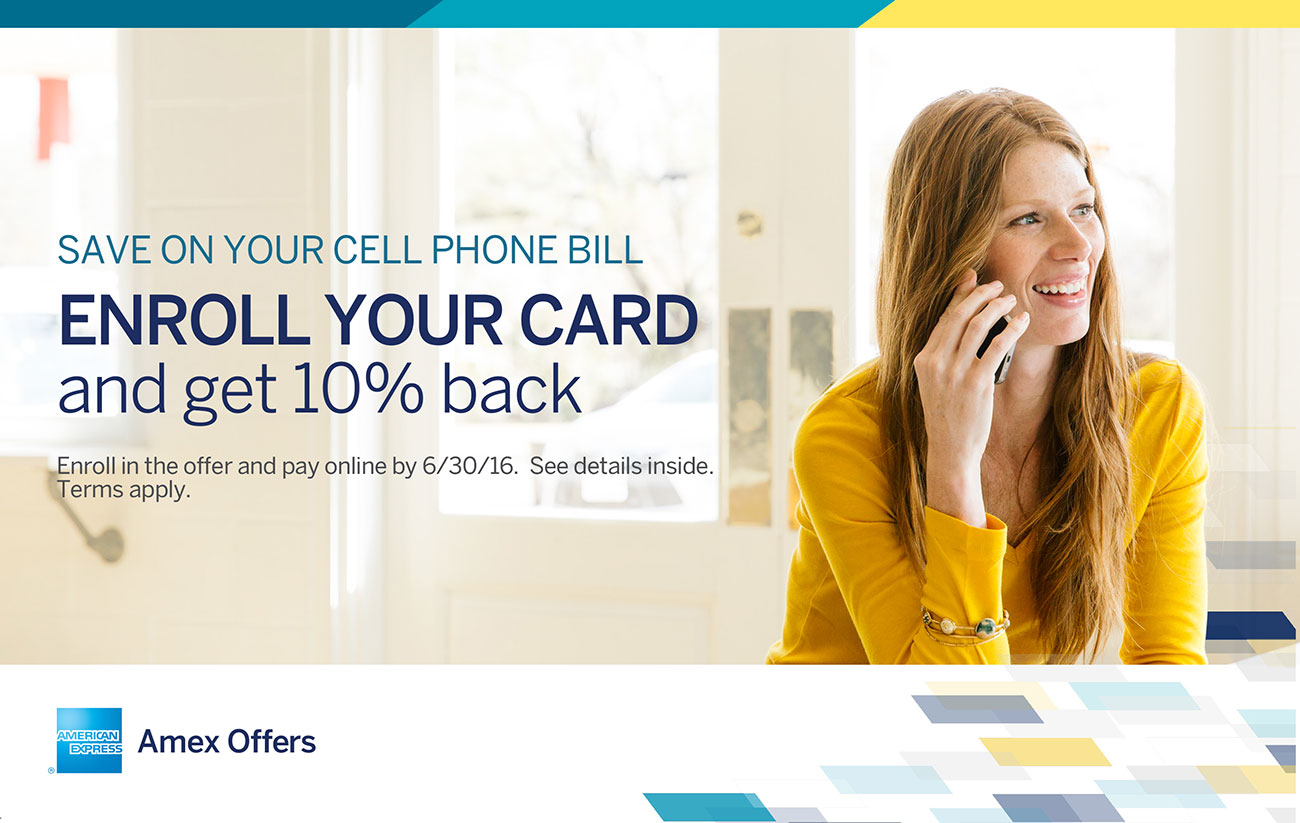 SAVE ON YOUR CELL PHONE BILL
ENROLL YOUR CARD
and get 10% back
Enroll in the offer and pay online by 6/30/16.  See details inside.
Terms apply.
AMERICAN
EXPRESS
®
Amex Offers